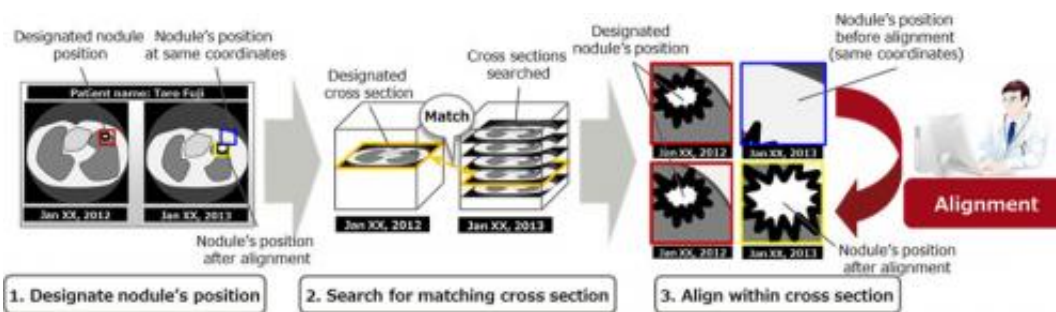 Designated nodule
position
Nodule's position
at same coordinates
Patient name: Taro Fuji
Jan XX, 2012
Jan XX, 2013
Nodule's position
after alignment
1. Designate nodule's position
Designated
cross section
Cross sections
searched
Match
Jan XX, 2012
Jan XX, 2013
2. Search for matching cross section
Designated
nodule's position
Nodule's position
before alignment
(same coordinates)
Jan XX, 2012
Jan XX, 2013
Jan XX, 2012
Jan XX, 2013
Nodule's position
after alignment
Alignment
3. Align within cross section